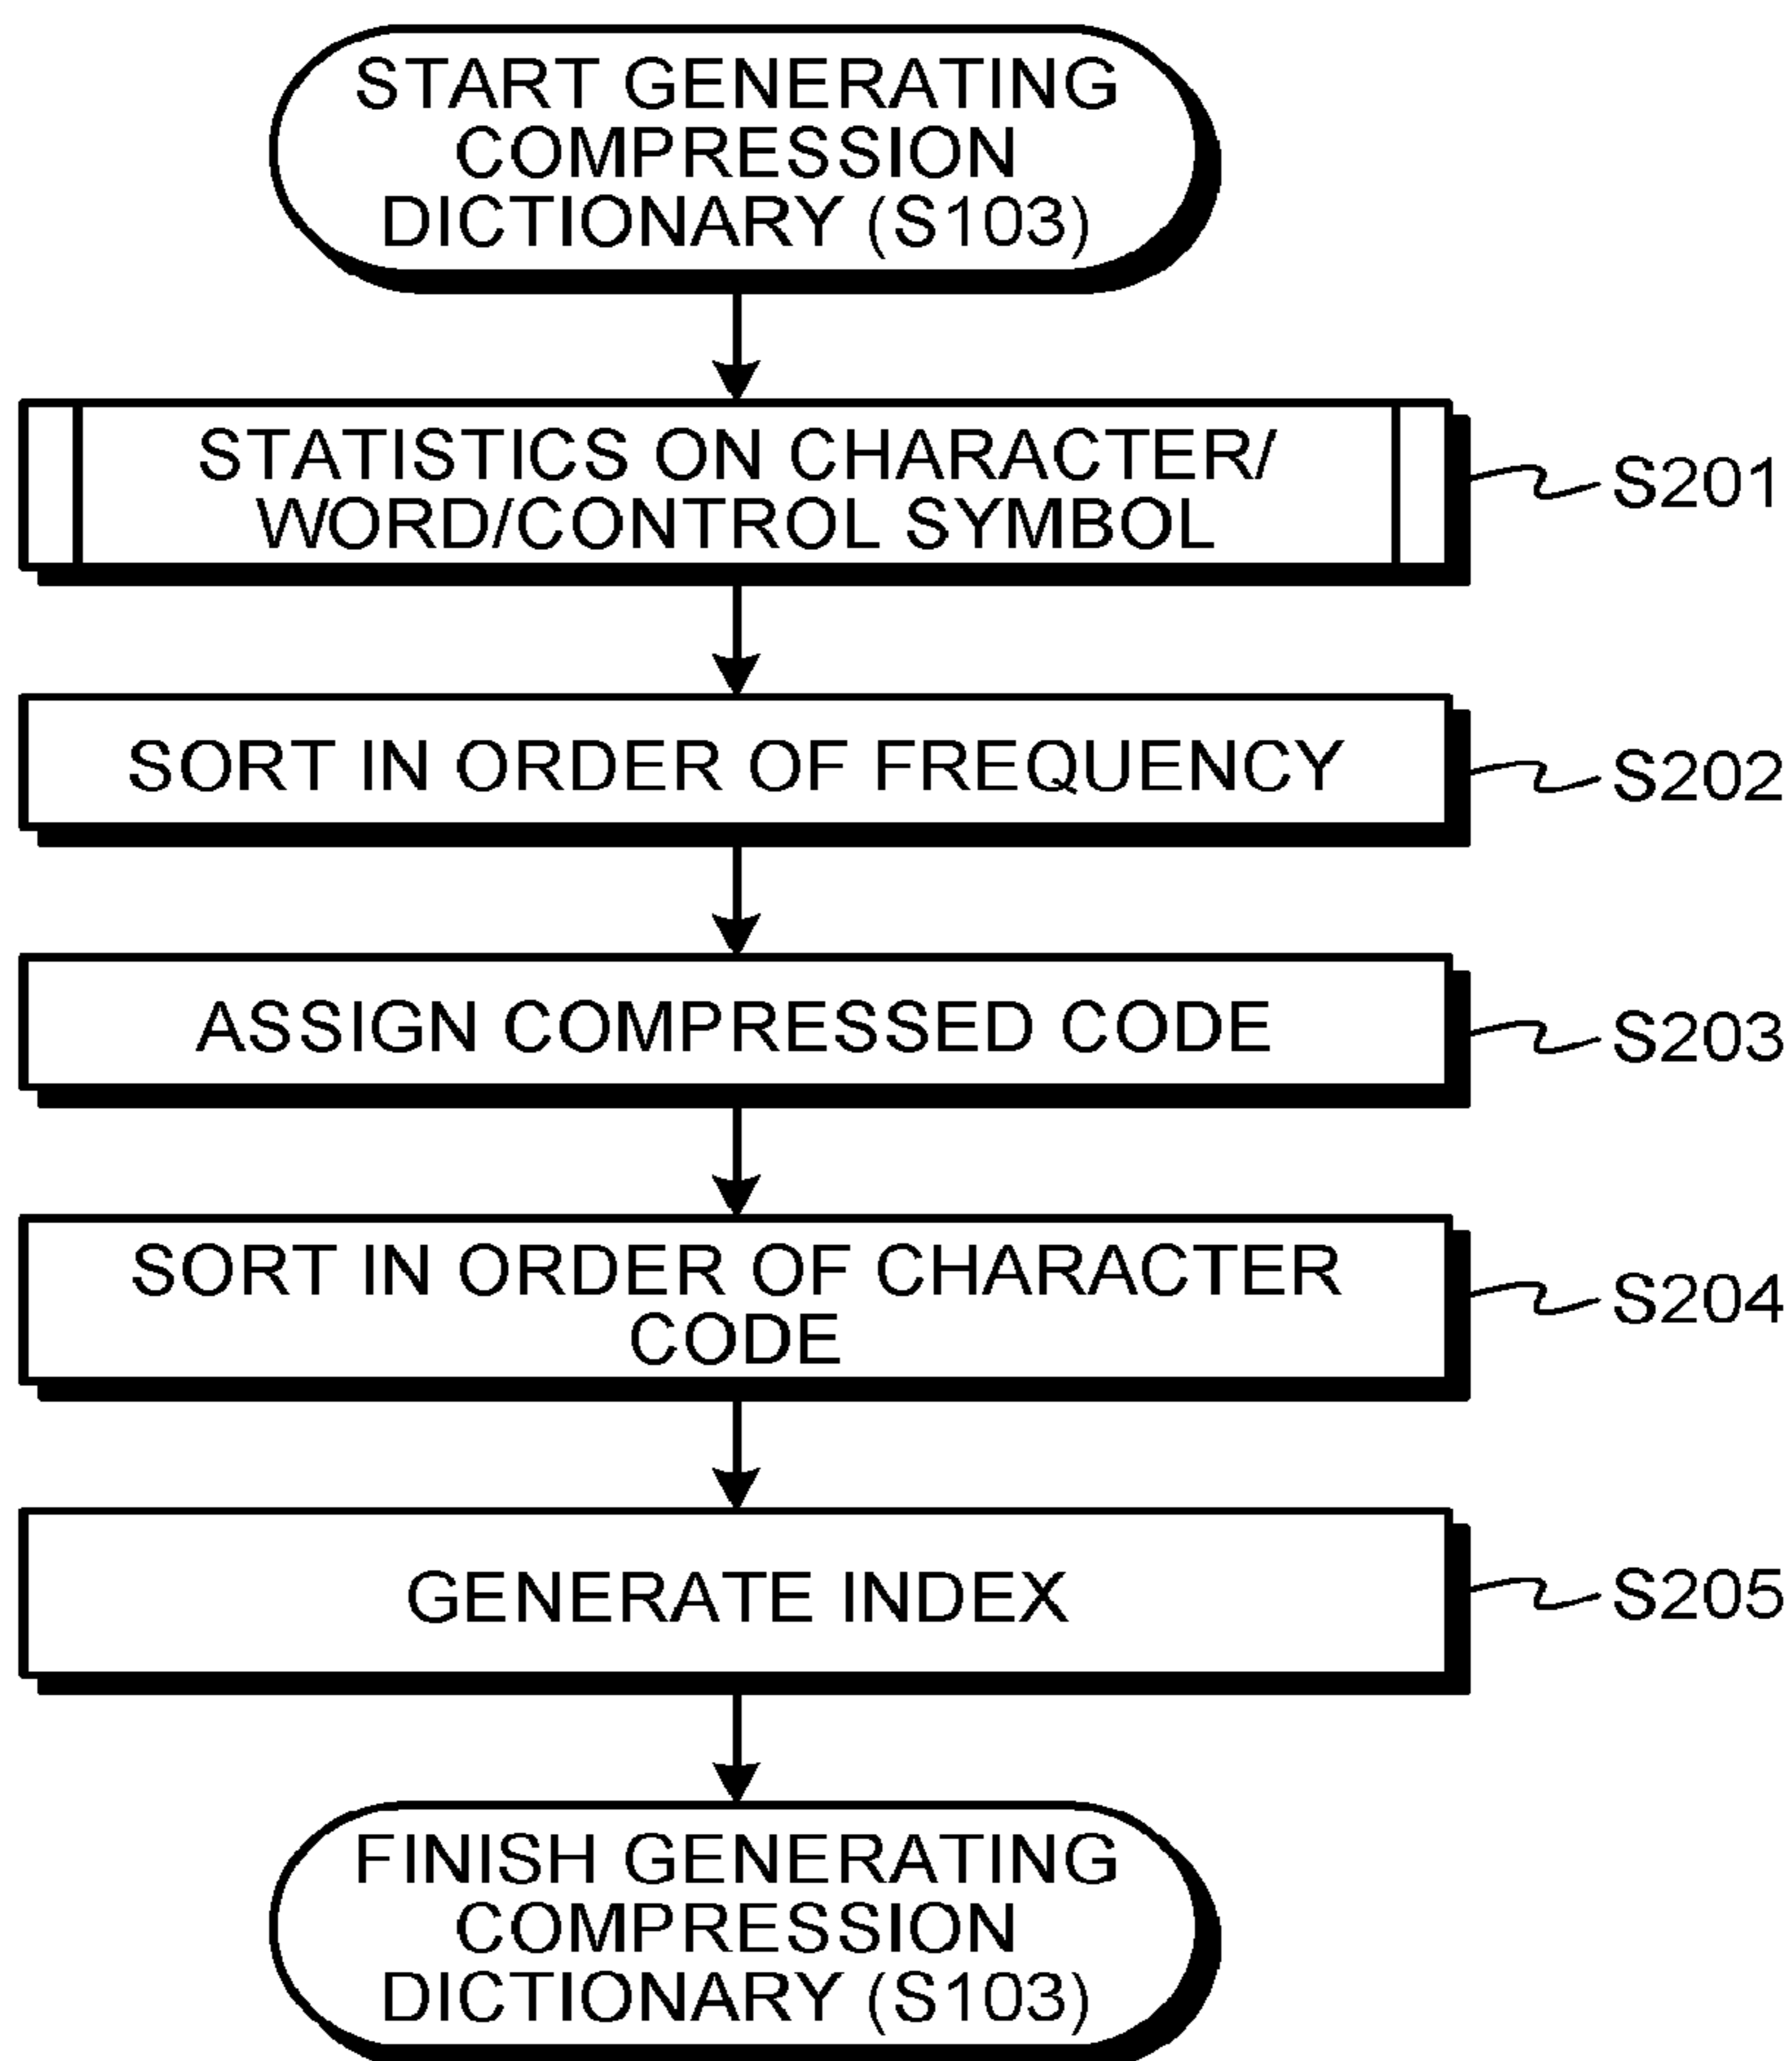 START GENERATING
COMPRESSION
DICTIONARY (S103)
STATISTICS ON CHARACTER/
WORD/CONTROL SYMBOL
S201
SORT IN ORDER OF FREQUENCY
S202
ASSIGN COMPRESSED CODE
S203
SORT IN ORDER OF CHARACTER
CODE
S204
GENERATE INDEX
S205
FINISH GENERATING
COMPRESSION
DICTIONARY (S103)